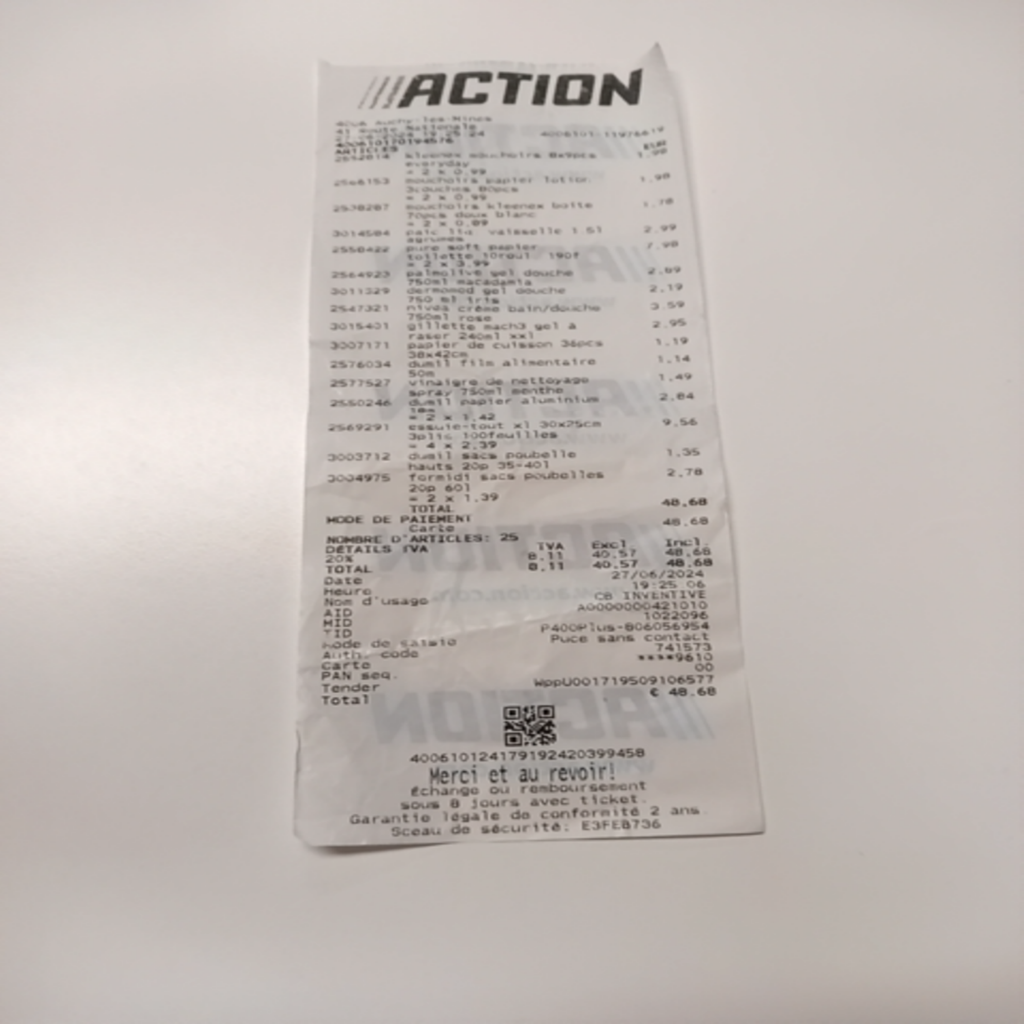 ACTION
Auchy-les-Mines
41 Route Nationale
27-06-2024 19:25:24
ARTICLES EUR
2552814 kleenex mouchoirs 8x9pcs 1,98
everyday
= 2 x 0,99
2568153 mouchoirs papier lotion 1,98
3couches 80pcs
= 2 x 0,99
2538287 mouchoirs kleenex boite 1,78
70pcs doux blanc
= 2 x 0,89
3014584 paic liq. vaisselle 1.5l 2,99
agrumes
2558422 pure soft papier 7,98
toilette 10roul. 190f
= 2 x 3,99
2564923 palmolive gel douche 2,69
750ml macadamia
3011329 dermomed gel douche 2,19
750 ml iris
2547321 nivea crème bain/douche 3,59
750ml rose
3015401 gillette mach3 gel à 2,95
raser 240ml xxl
3007171 papier de cuisson 36pcs 1,19
38x42cm
2576034 dumil film alimentaire 1,14
50m
2577527 vinaigre de nettoyage 1,49
spray 750ml menthe
2550246 dumil papier aluminium 2,84
= 2 x 1,42
2569291 essuie-tout xl 30x25cm 9,56
3plis 100feuilles
= 4 x 2,39
3003712 dumil sacs poubelle 1,35
hauts 20p 35-40l
3004975 formidi sacs poubelles 2,78
20p 60l
= 2 x 1,39
TOTAL 48,68
MODE DE PAIEMENT
Carte 48,68
NOMBRE D'ARTICLES: 25
DÉTAILS TVA TVA Excl. Incl.
20% 8,11 40,57 48,68
TOTAL 8,11 40,57 48,68
Date 27/06/2024
Heure 19:25:06
Nom d'usage CB INVENTIVE
AID A0000000421010
MID 1022096
TID P400Plus-806056954
Mode de saisie Puce sans contact
Auth. code 741573
Carte ****9610
PAN seq. 00
Tender WppU001719509106577
Total € 48.68
4006101241791924203994​58
Merci et au revoir!
Échange ou remboursement
sous 8 jours avec ticket.
Garantie légale de conformité 2 ans.
Sceau de sécurité: E3FE8736